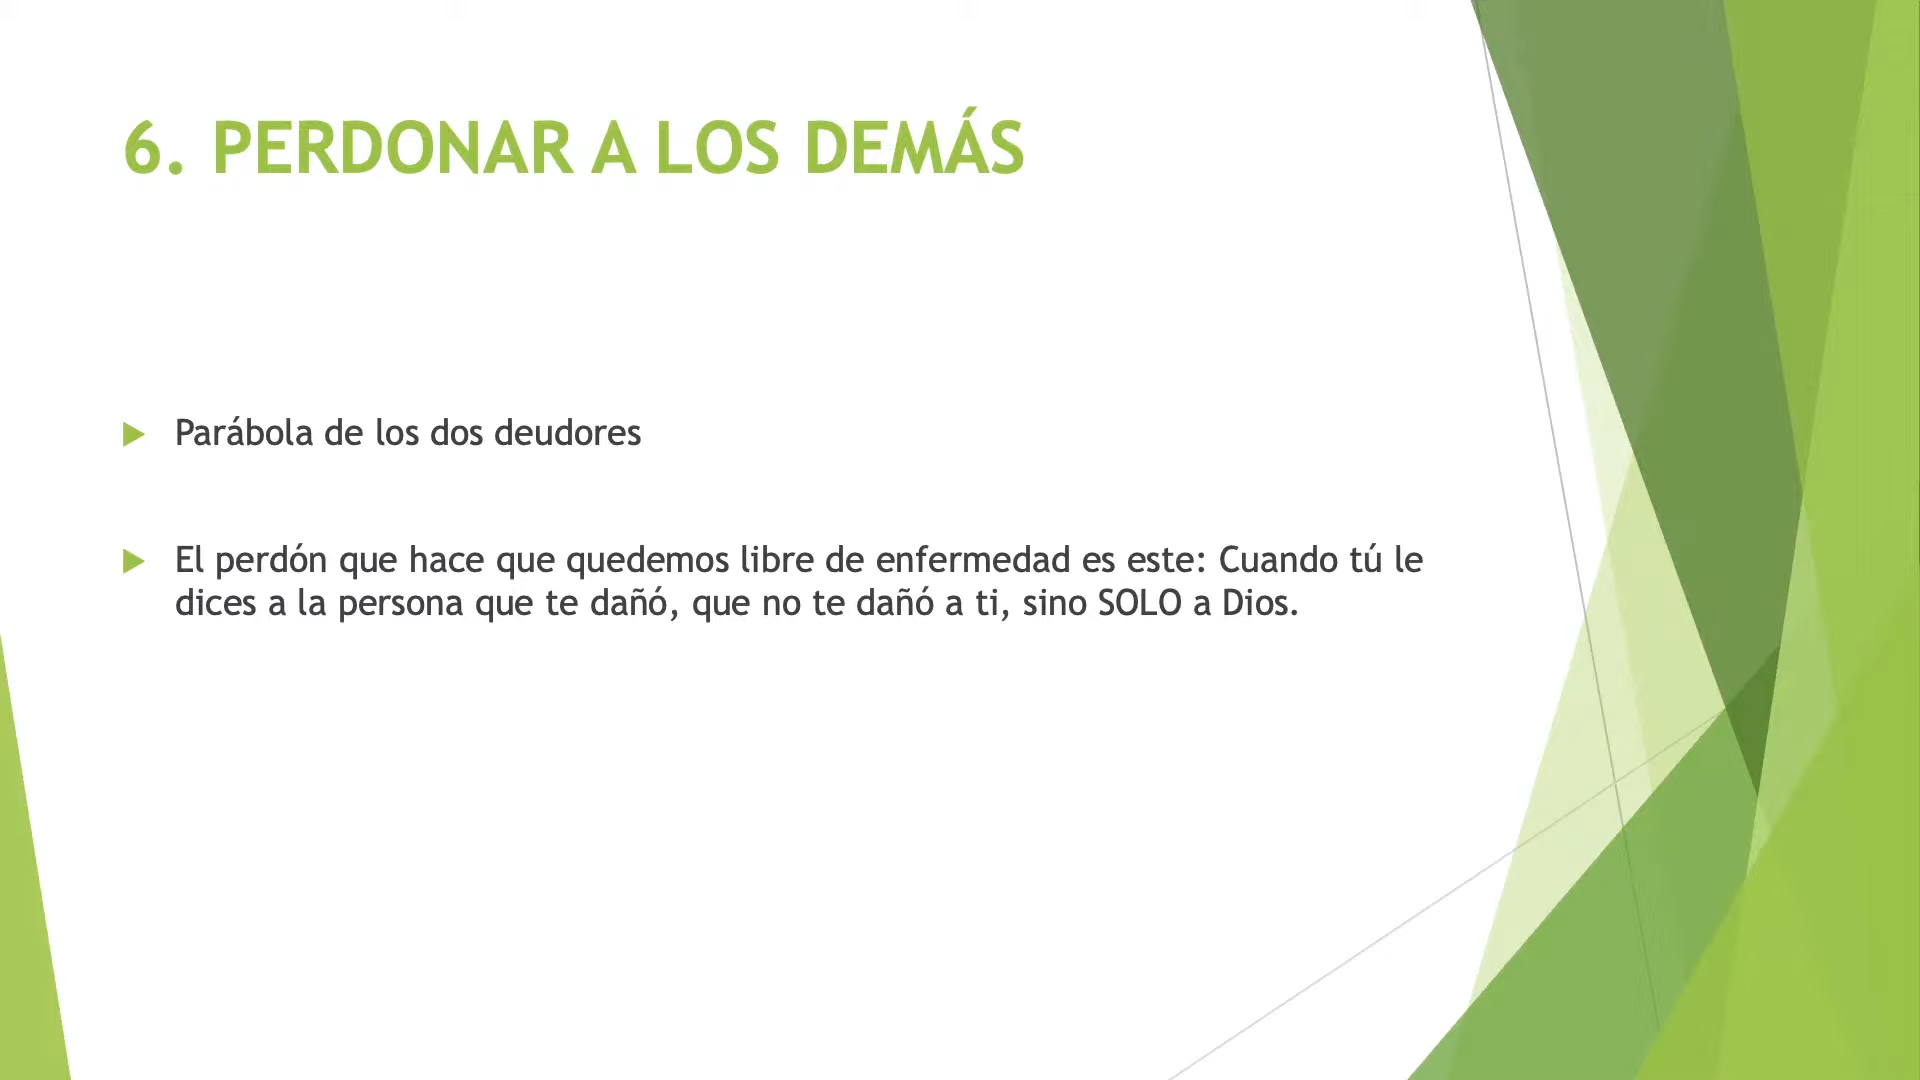 6. PERDONAR A LOS DEMÁS
Parábola de los dos deudores
El perdón que hace que quedemos libre de enfermedad es este: Cuando tú le
dices a la persona que te dañó, que no te dañó a ti, sino SOLO a Dios.